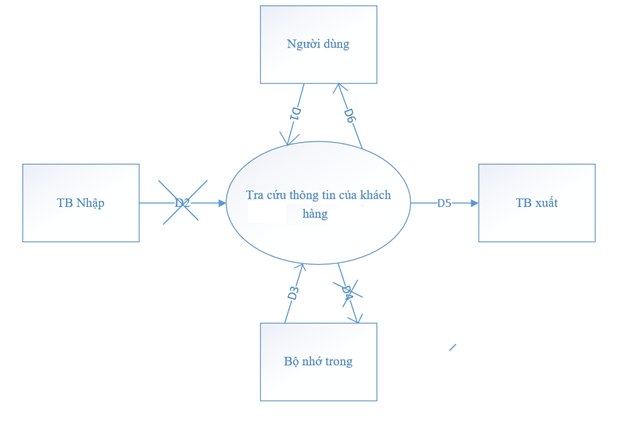 Người dùng
D1
D6
TB Nhập
D2
Tra cứu thông tin của khách
hàng
D5
TB xuất
D3
D4
Bộ nhớ trong